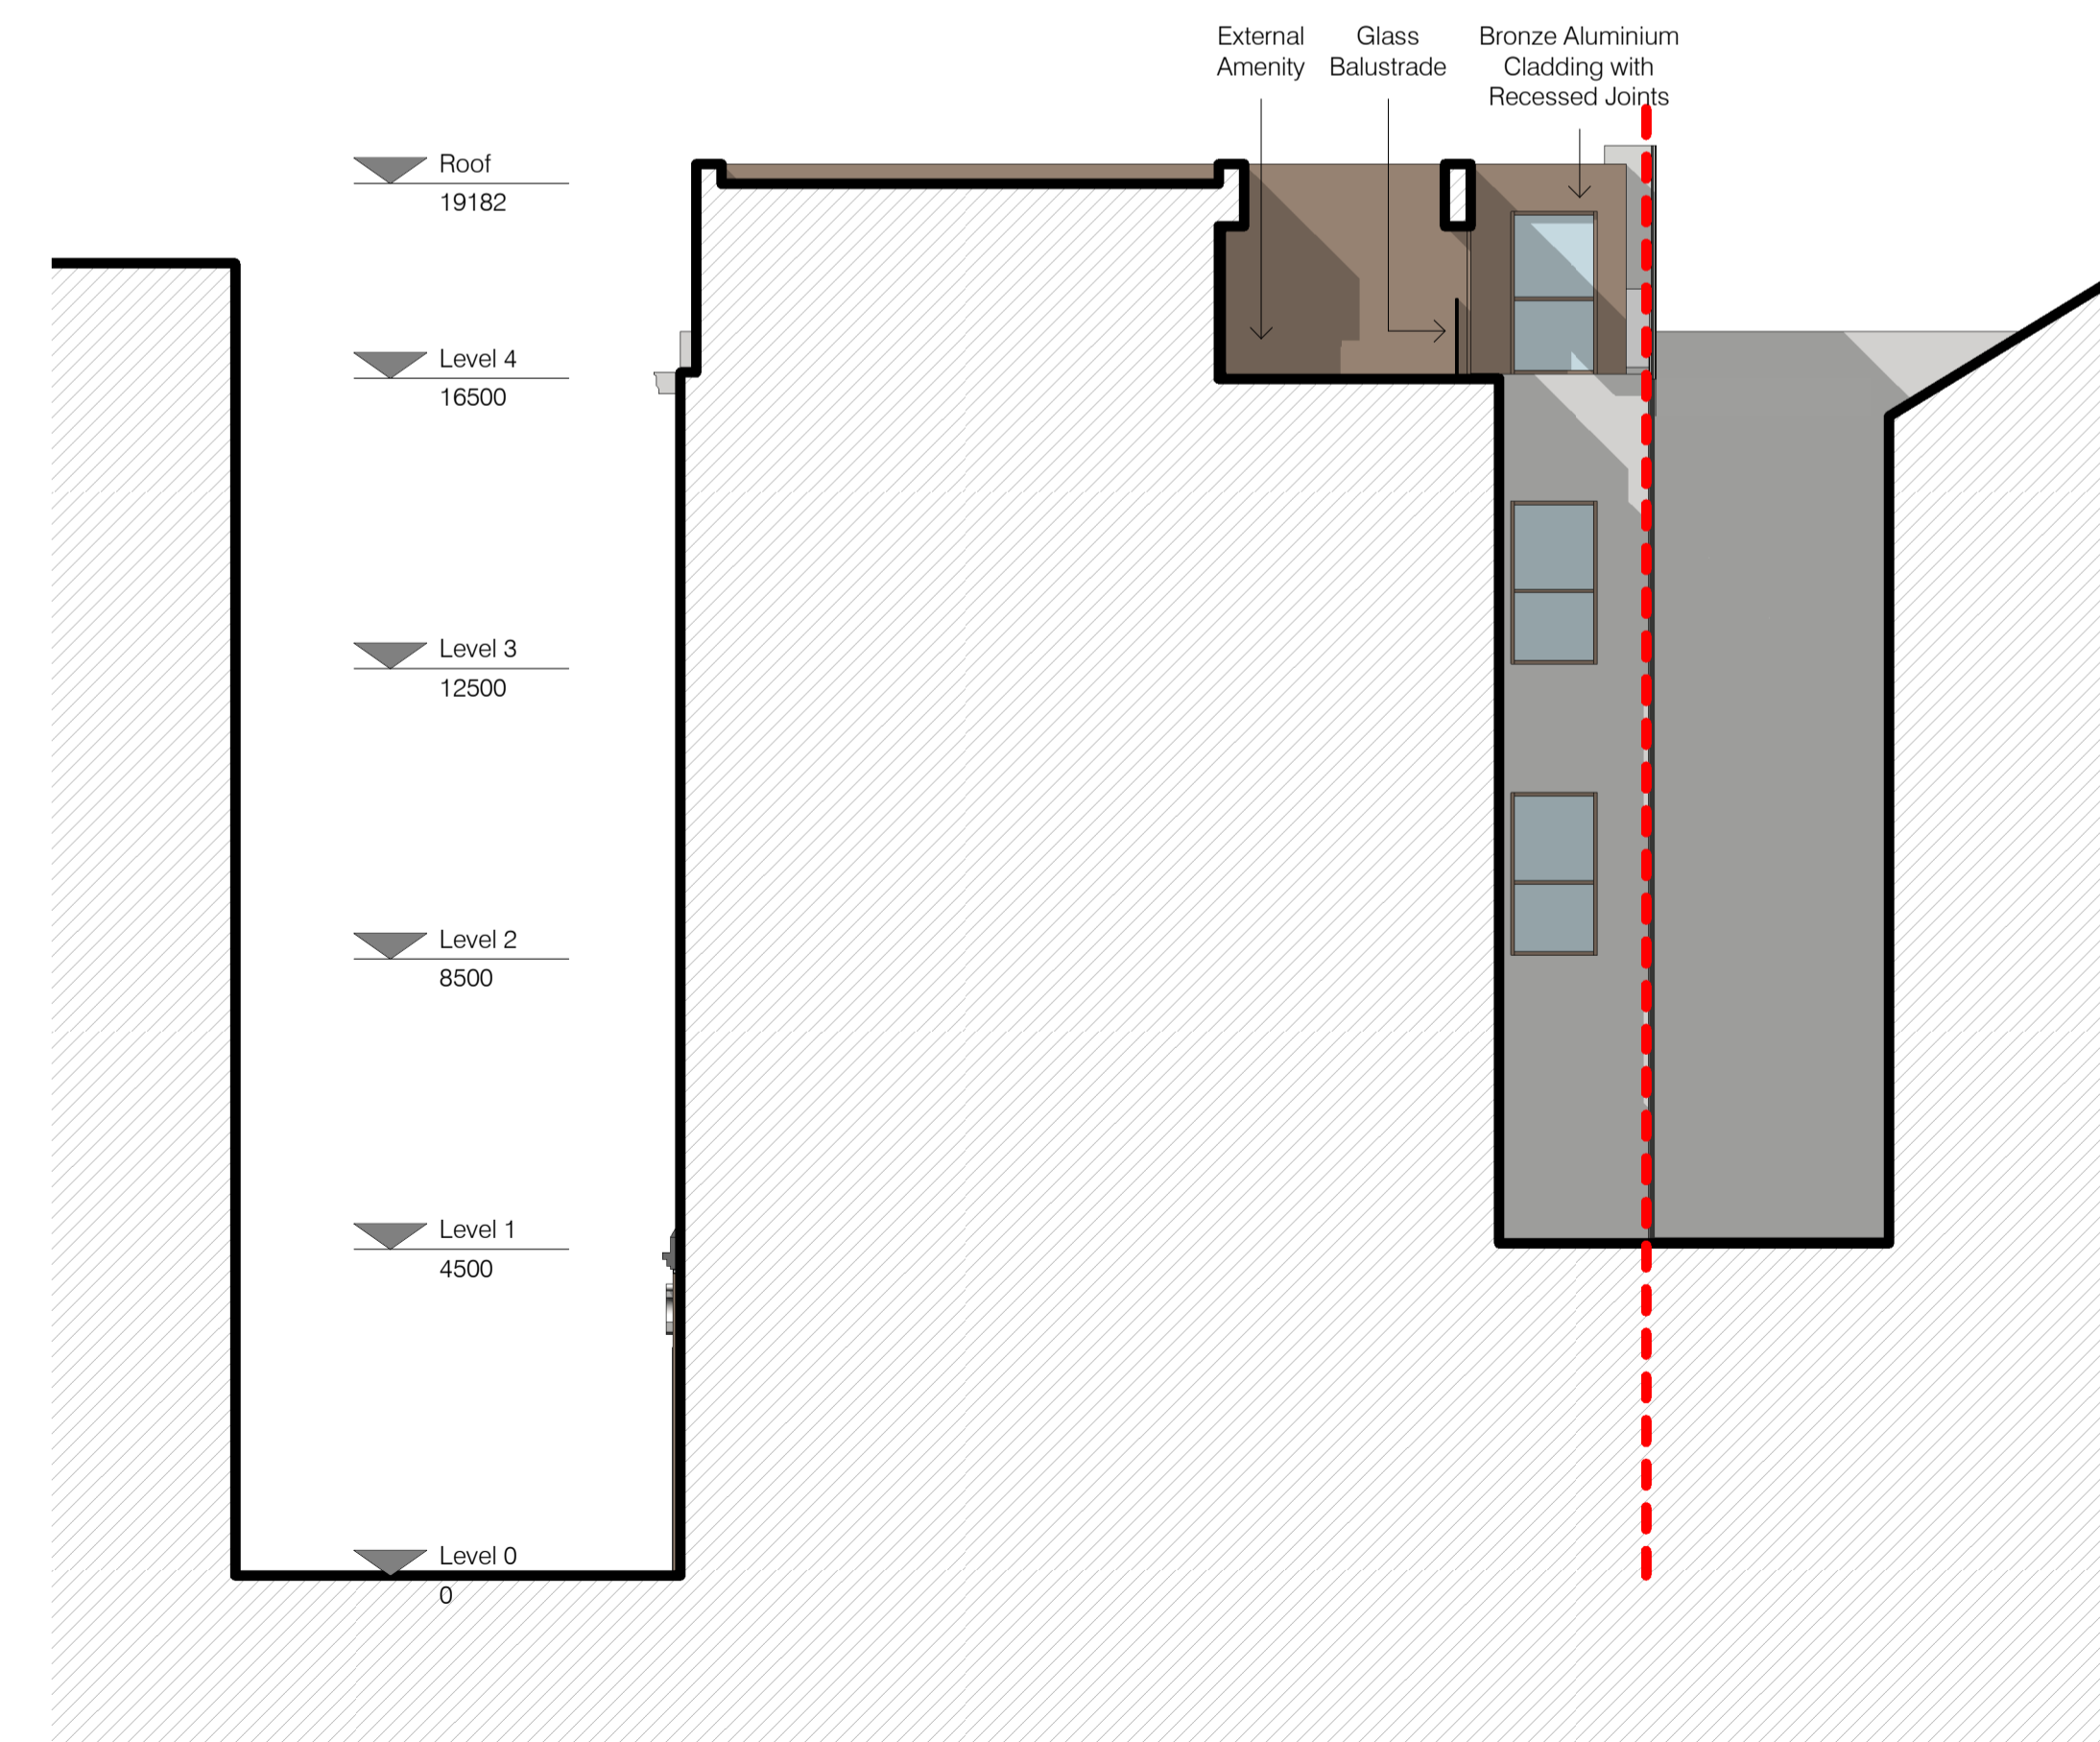 External
Amenity
Glass
Balustrade
Bronze Aluminium
Cladding with
Recessed Joints
Roof
19182
Level 4
16500
Level 3
12500
Level 2
8500
Level 1
4500
Level 0
0